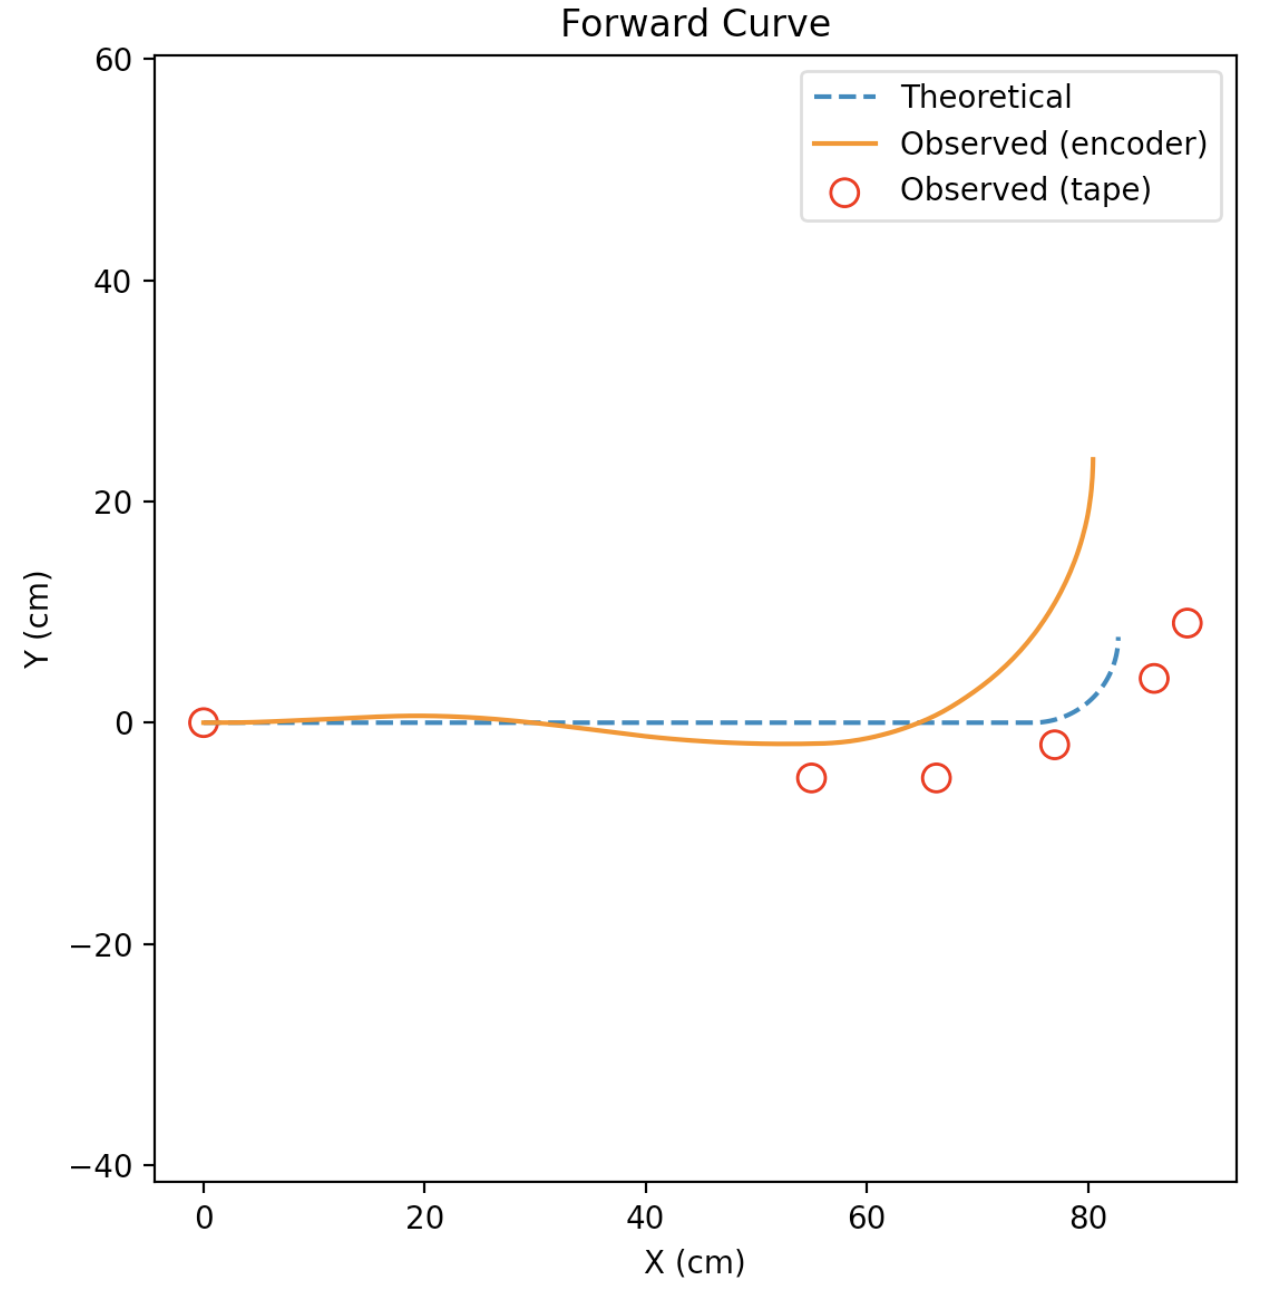 Forward Curve
Theoretical
Observed (encoder)
Observed (tape)
60
40
20
0
−20
−40
Y (cm)
0 20 40 60 80
X (cm)